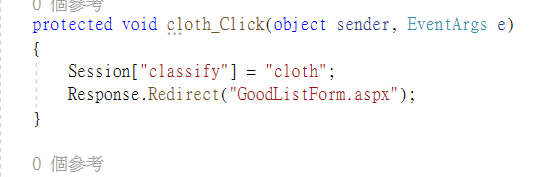 0 個參考
protected void cloth_Click(object sender, EventArgs e)
{
Session["classify"] = "cloth";
Response.Redirect("GoodListForm.aspx");
}
0 個參考